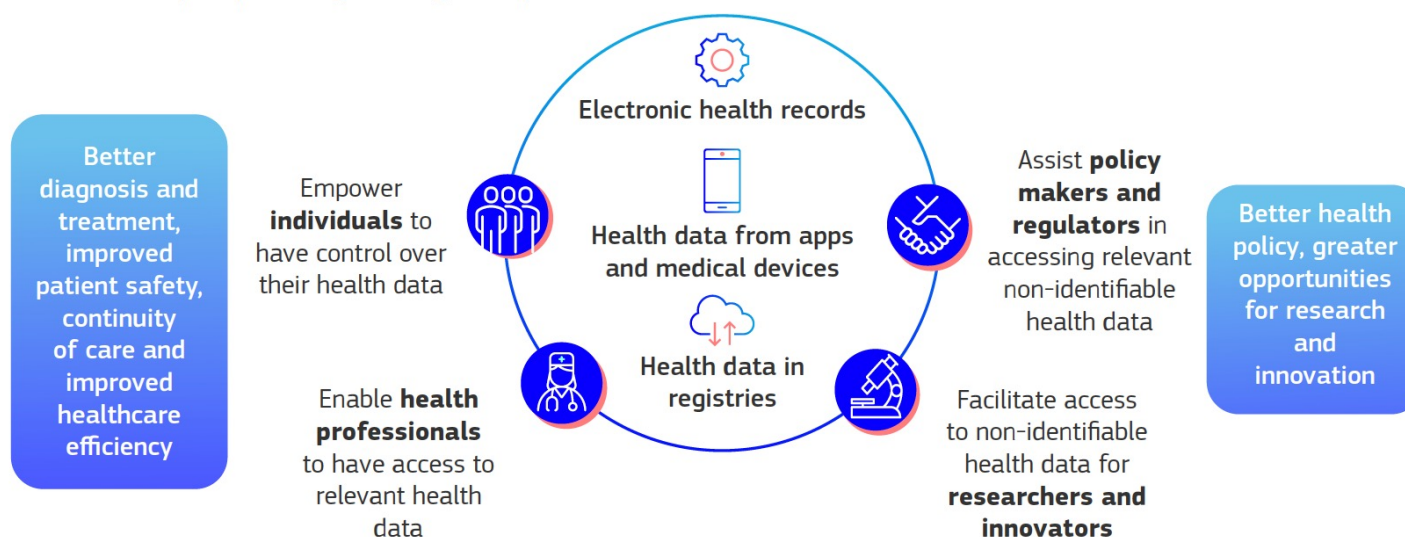 Better
diagnosis and
treatment,
improved
patient safety,
continuity
of care and
improved
healthcare
efficiency
Empower
individuals to
have control over
their health data
Enable health
professionals
to have access to
relevant health
data
Electronic health records
Health data from apps
and medical devices
Health data in
registries
Assist policy
makers and
regulators in
accessing relevant
non-identifiable
health data
Facilitate access
to non-identifiable
health data for
researchers and
innovators
Better health
policy, greater
opportunities
for research
and
innovation